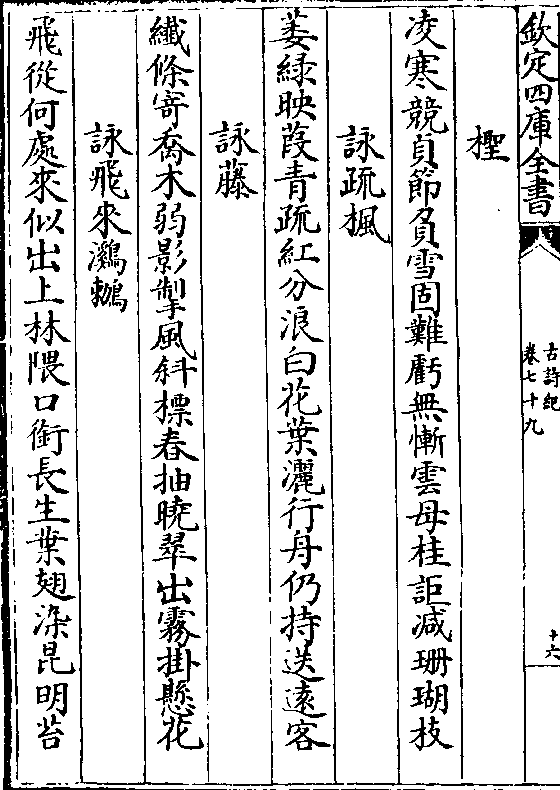 欽定四庫全書
古詩紀
卷七十九
十六
檉
凌寒競貞節負雪固難虧無慚雲母桂詎减珊瑚枝
詠疏楓
萎緑映葭青疏紅分浪白花葉灑行舟仍持送遠客
詠藤
纖條寄喬木弱影掣風斜標春抽曉翠出霧掛懸花
詠飛來鸂鶒
飛從何處來似出上林隈口銜長生葉翅染昆明苔